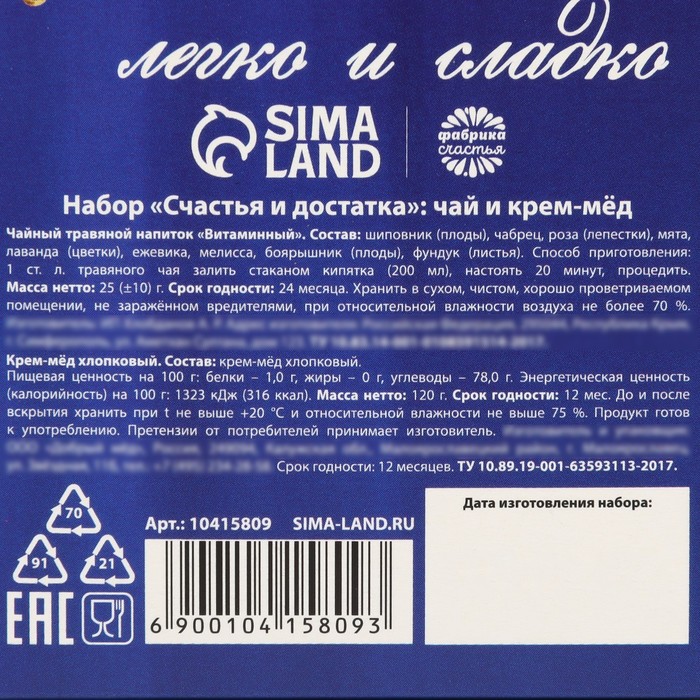 легко и сладко
SIMA LAND
фабрика счастья
Набор «Счастья и достатка»: чай и крем-мёд
Чайный травяной напиток «Витаминный». Состав: шиповник (плоды), чабрец, роза (лепестки), мята,
лаванда (цветки), ежевика, мелисса, боярышник (плоды), фундук (листья). Способ приготовления:
1 ст. л. травяного чая залить стаканом кипятка (200 мл), настоять 20 минут, процедить.
Масса нетто: 25 (±10) г. Срок годности: 24 месяца. Хранить в сухом, чистом, хорошо проветриваемом
помещении, не заражённом вредителями, при относительной влажности воздуха не более 70 %.
Крем-мёд хлопковый. Состав: крем-мёд хлопковый.
Пищевая ценность на 100 г: белки – 1,0 г, жиры – 0 г, углеводы – 78,0 г. Энергетическая ценность
(калорийность) на 100 г: 1323 кДж (316 ккал). Масса нетто: 120 г. Срок годности: 12 мес. До и после
вскрытия хранить при t не выше +20 °С и относительной влажности не выше 75 %. Продукт готов
к употреблению. Претензии от потребителей принимает изготовитель.
Срок годности: 12 месяцев. ТУ 10.89.19-001-63593113-2017.
70
91
21
EAC
Арт.: 10415809 SIMA-LAND.RU
6 900104 158093
Дата изготовления набора: